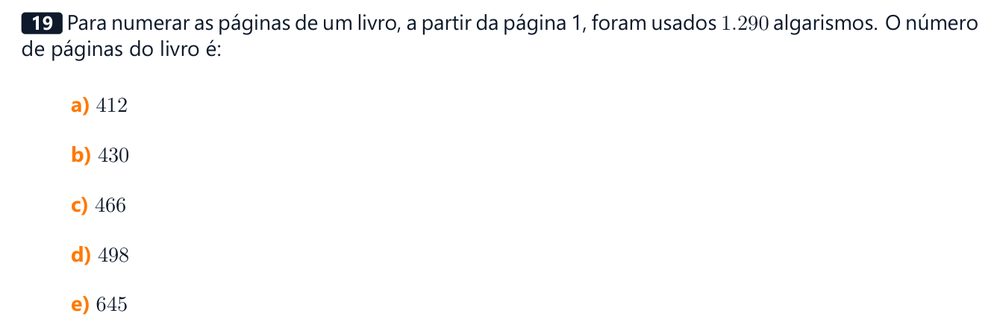 19 Para numerar as páginas de um livro, a partir da página 1, foram usados 1.290 algarismos. O número
de páginas do livro é:
a) 412
b) 430
c) 466
d) 498
e) 645